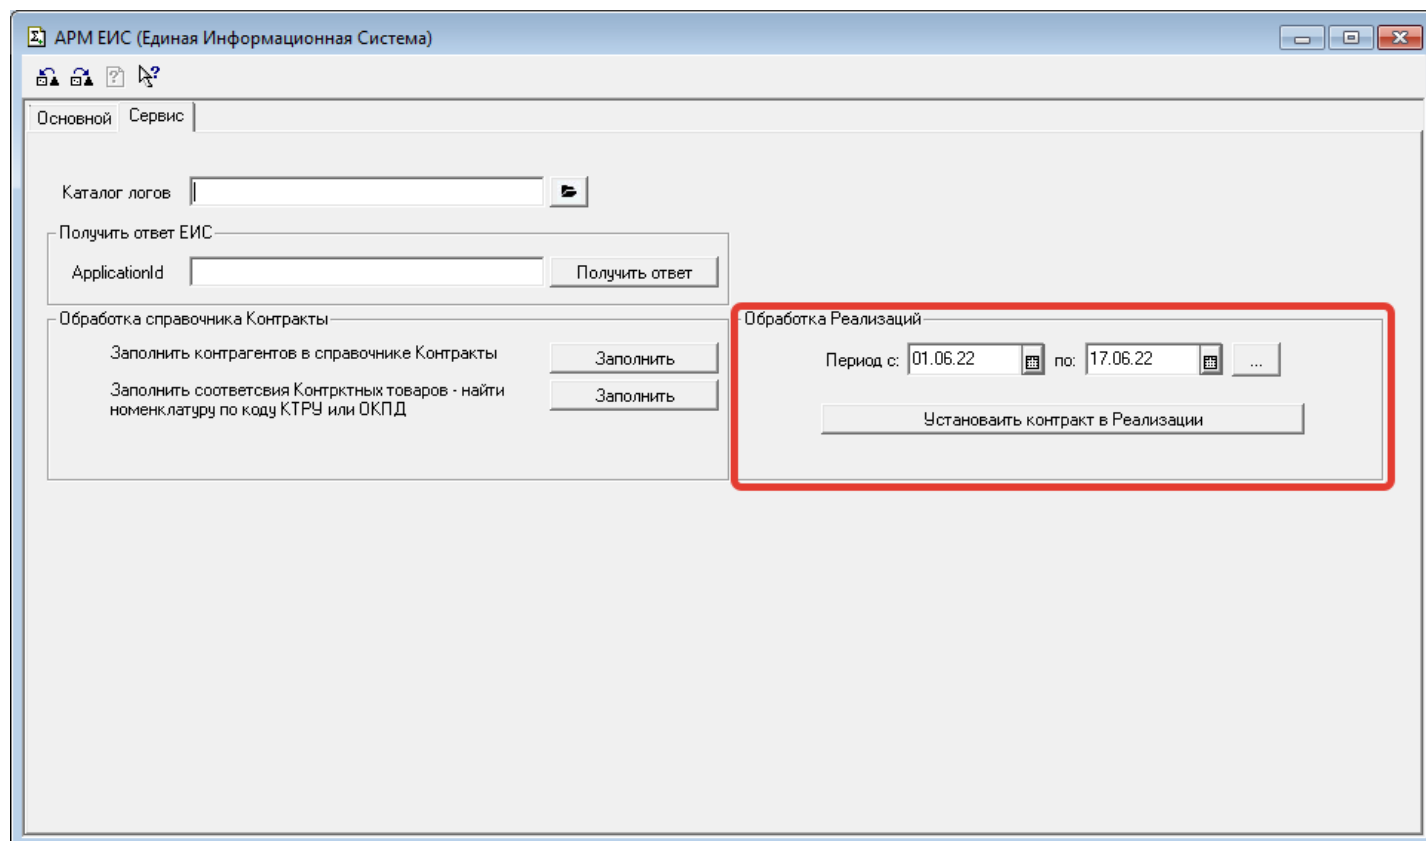 АРМ ЕИС (Единая Информационная Система)
Основной
Сервис
Каталог логов
Получить ответ ЕИС
ApplicationId
Получить ответ
Обработка справочника Контракты
Заполнить контрагентов в справочнике Контракты
Заполнить
Заполнить соответсвия Контрктных товаров - найти
номенклатуру по коду КТРУ или ОКПД
Заполнить
Обработка Реализаций
Период с: 01.06.22 по: 17.06.22 ...
Установаить контракт в Реализации